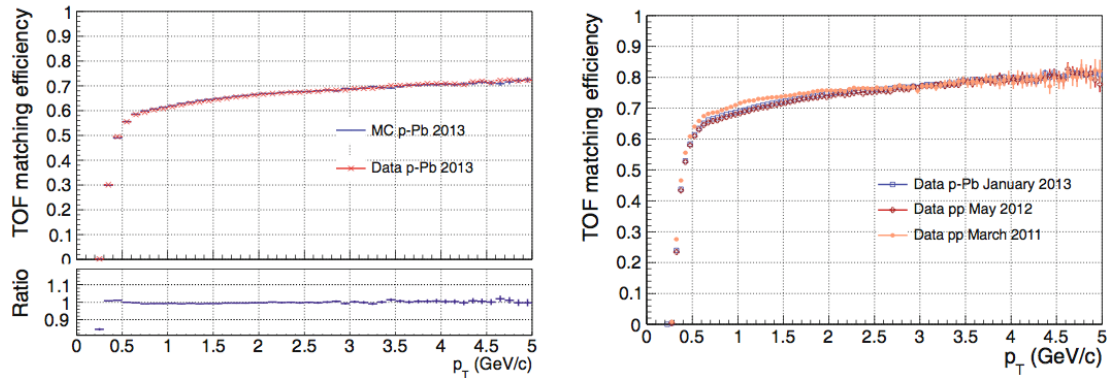 TOF matching efficiency
1
0.9
0.8
0.7
0.6
0.5
0.4
0.3
0.2
0.1
0
MC p-Pb 2013
Data p-Pb 2013
Ratio
1.1
1
0.9
0 0.5 1 1.5 2 2.5 3 3.5 4 4.5 5
p_T (GeV/c)
TOF matching efficiency
1
0.9
0.8
0.7
0.6
0.5
0.4
0.3
0.2
0.1
0
Data p-Pb January 2013
Data pp May 2012
Data pp March 2011
0 0.5 1 1.5 2 2.5 3 3.5 4 4.5 5
p_T (GeV/c)